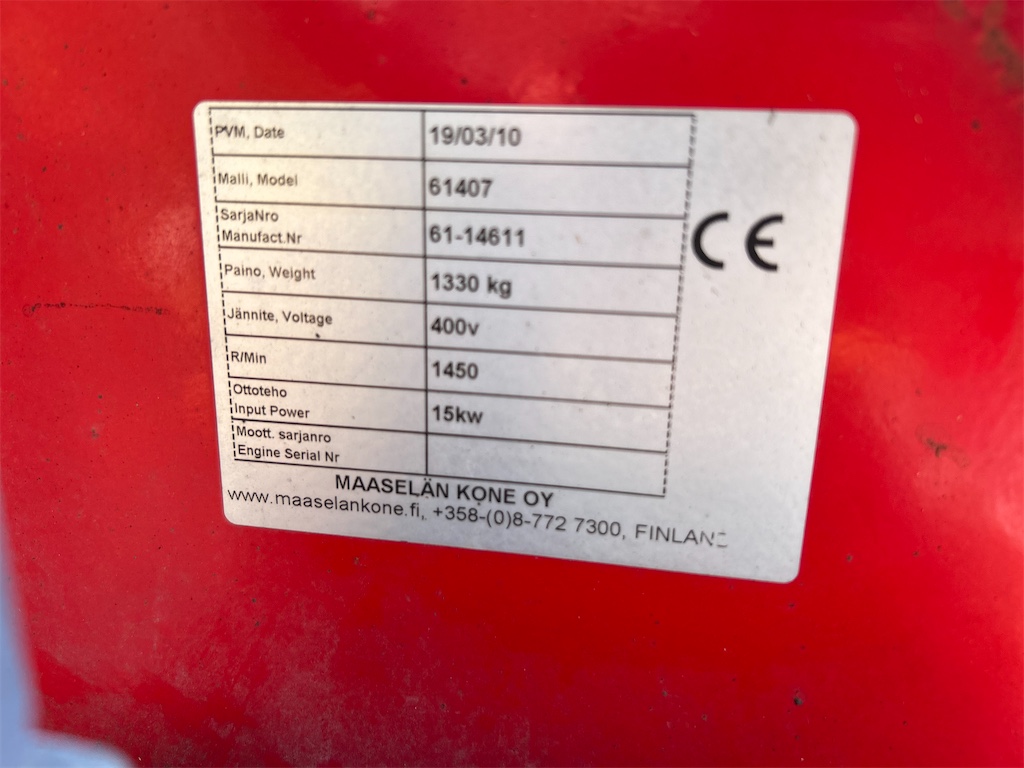 PVM, Date 19/03/10
Malli, Model 61407
SarjaNro
Manufact.Nr 61-14611
Paino, Weight 1330 kg
Jännite, Voltage 400v
R/Min 1450
Ottoteho
Input Power 15kw
Moott. sarjanro
Engine Serial Nr
CE
MAASELÄN KONE OY
www.maaselankone.fi, +358-(0)8-772 7300, FINLAND